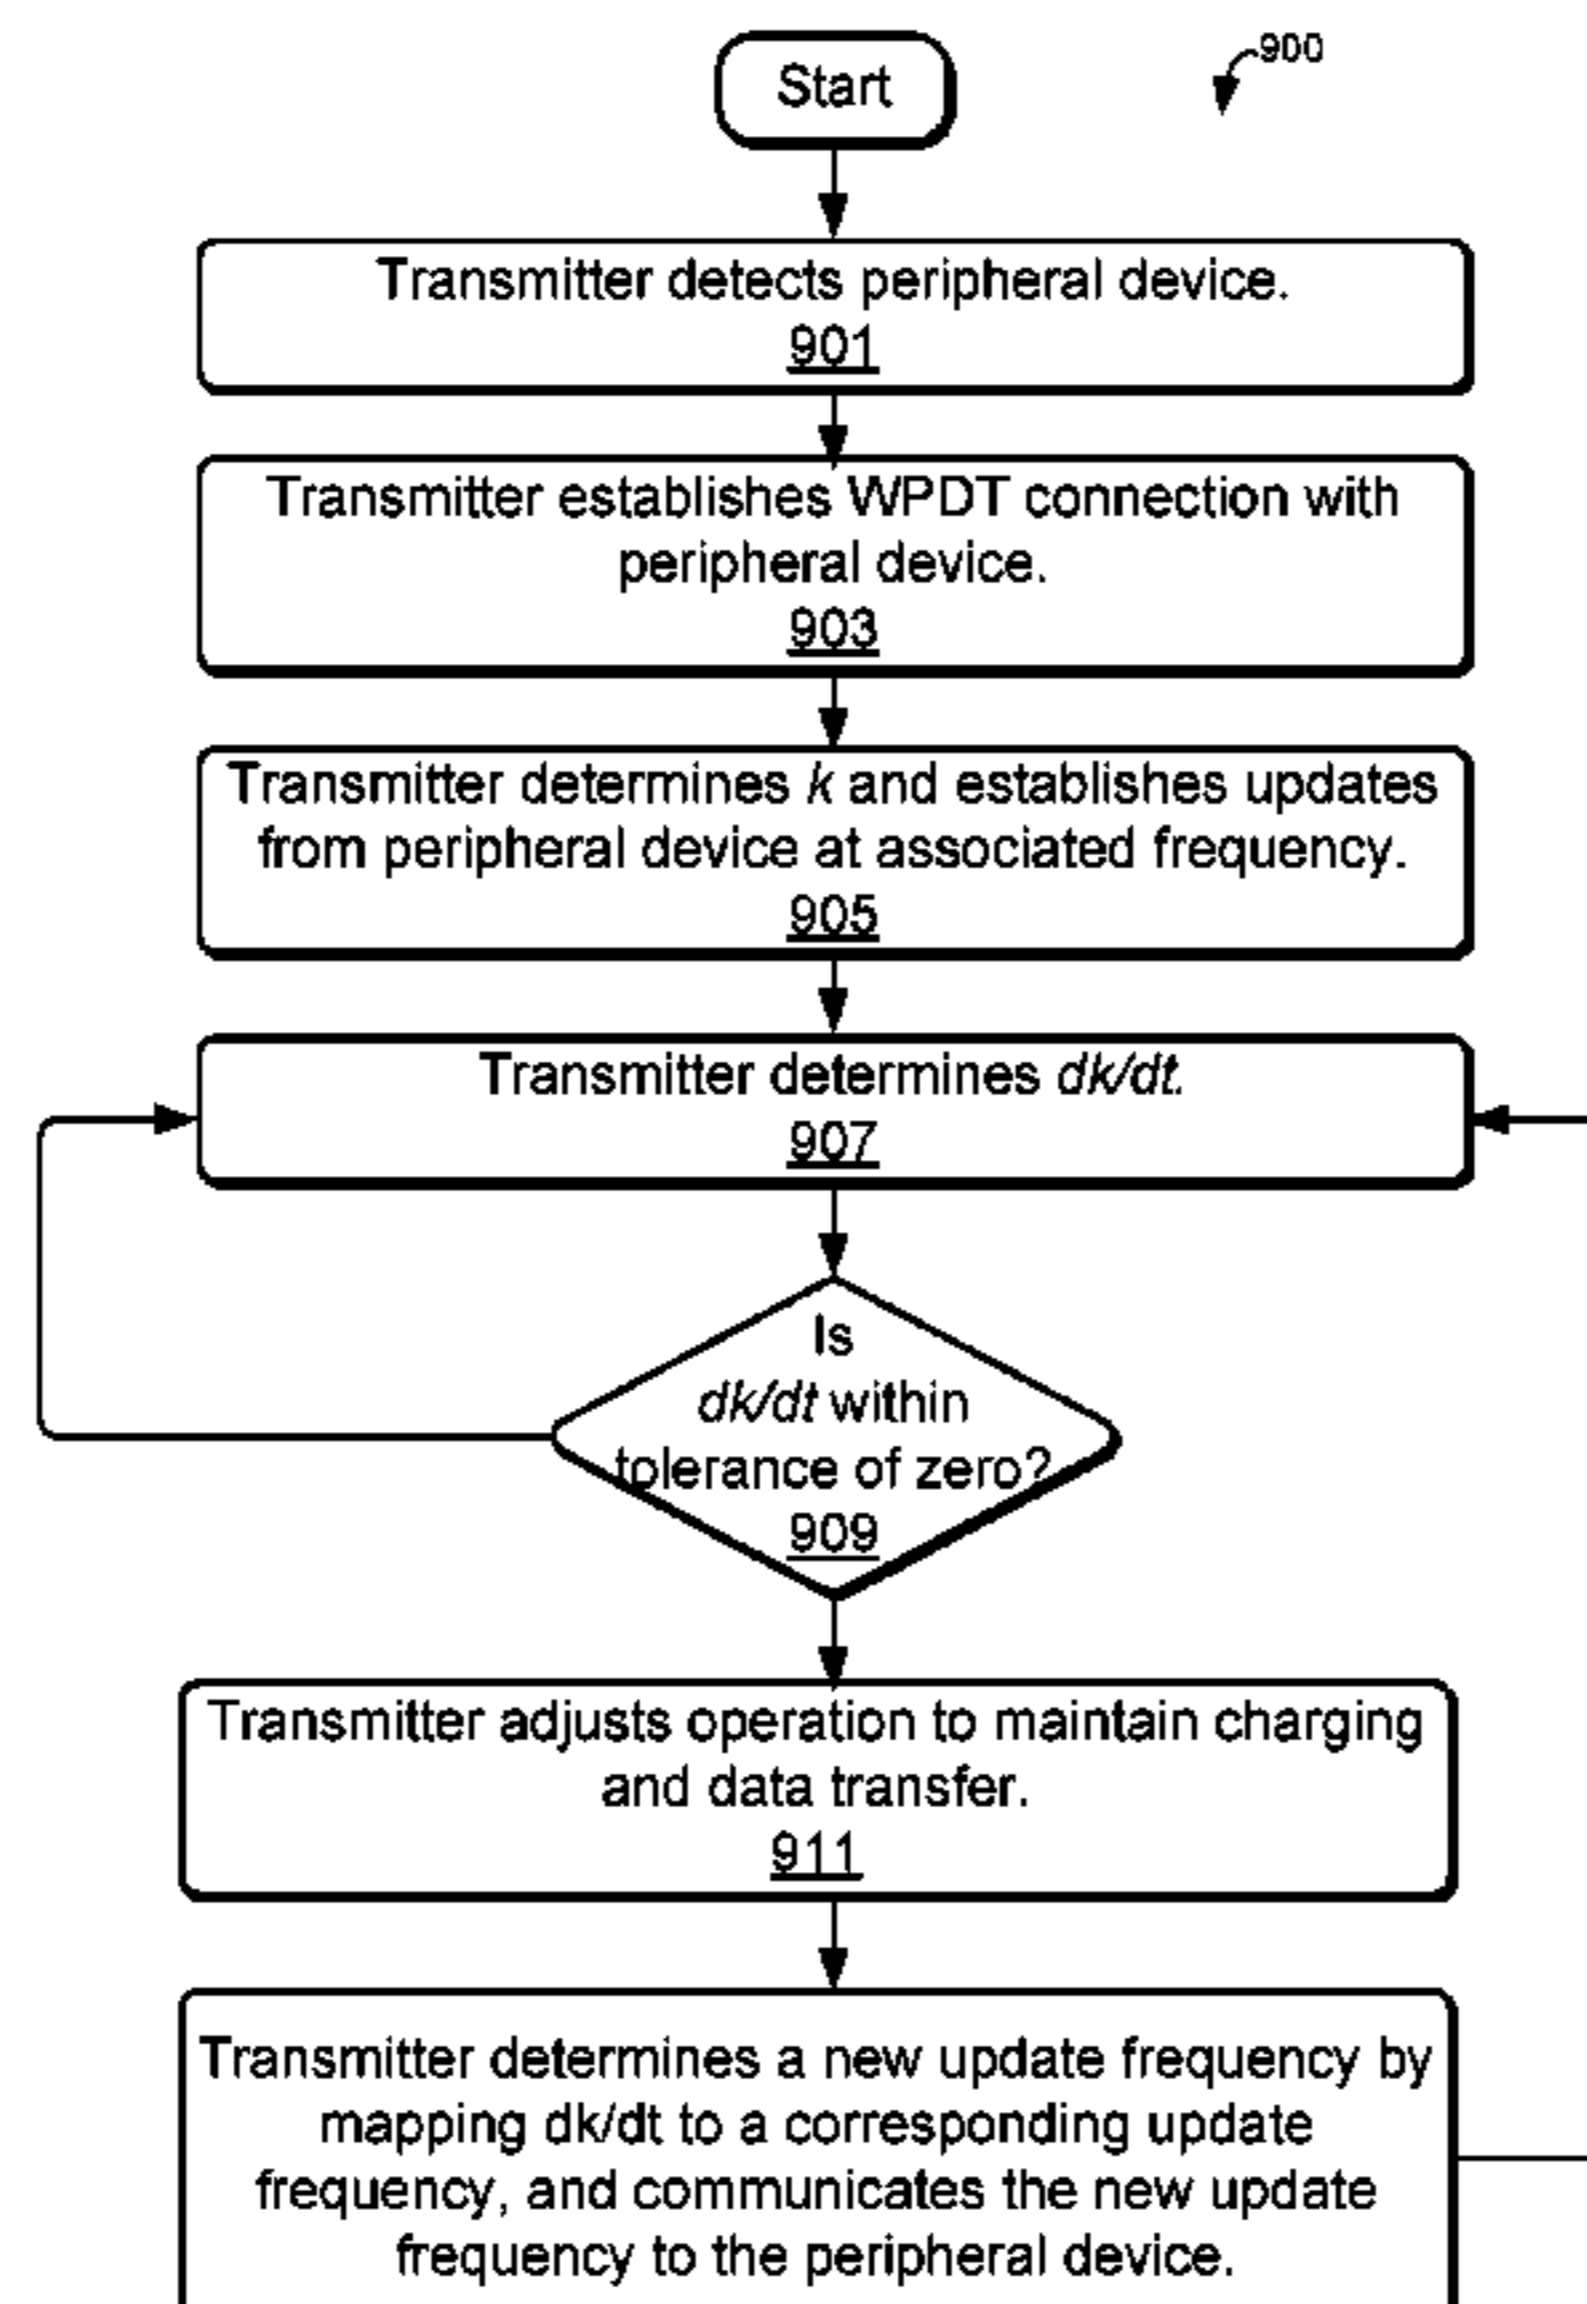 Start
900
Transmitter detects peripheral device.
901
Transmitter establishes WPDT connection with
peripheral device.
903
Transmitter determines k and establishes updates
from peripheral device at associated frequency.
905
Transmitter determines dk/dt.
907
Is
dk/dt within
tolerance of zero?
909
Transmitter adjusts operation to maintain charging
and data transfer.
911
Transmitter determines a new update frequency by
mapping dk/dt to a corresponding update
frequency, and communicates the new update
frequency to the peripheral device.